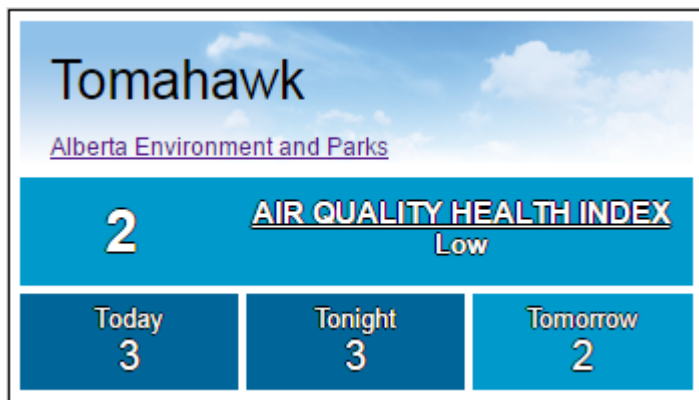 Tomahawk
Alberta Environment and Parks
2
AIR QUALITY HEALTH INDEX
Low
Today
3
Tonight
3
Tomorrow
2